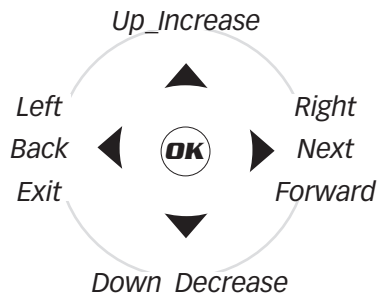 Up_Increase
Left
Right
Back
OK
Next
Exit
Forward
Down Decrease